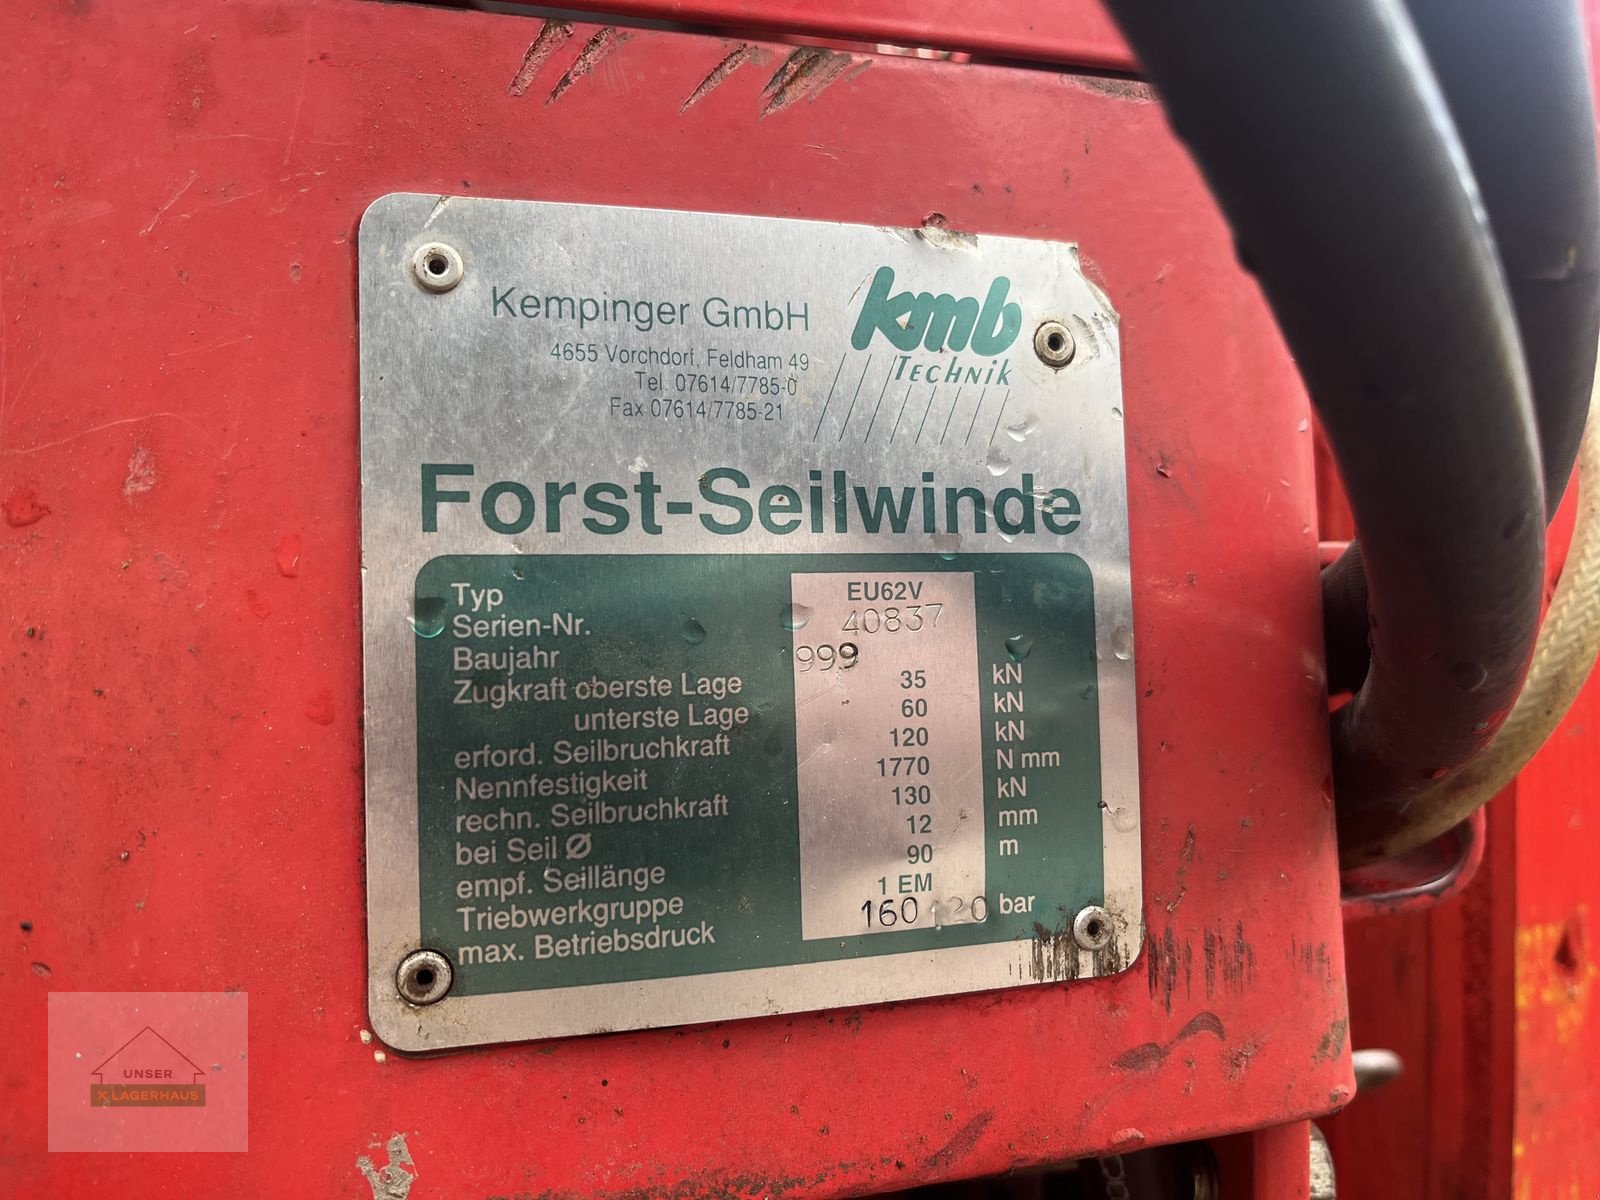 Kempinger GmbH
4655 Vorchdorf, Feldham 49
Tel. 07614/7785-0
Fax 07614/7785-21
kmb
TECHNIK
Forst-Seilwinde
Typ EU62V
Serien-Nr. 40837
Baujahr 999
Zugkraft oberste Lage 35 kN
unterste Lage 60 kN
erford. Seilbruchkraft 120 kN
Nennfestigkeit 1770 N mm
rechn. Seilbruchkraft 130 kN
bei Seil Ø 12 mm
empf. Seillänge 90 m
Triebwerkgruppe 1 EM
max. Betriebsdruck 160 120 bar
UNSER
X LAGERHAUS